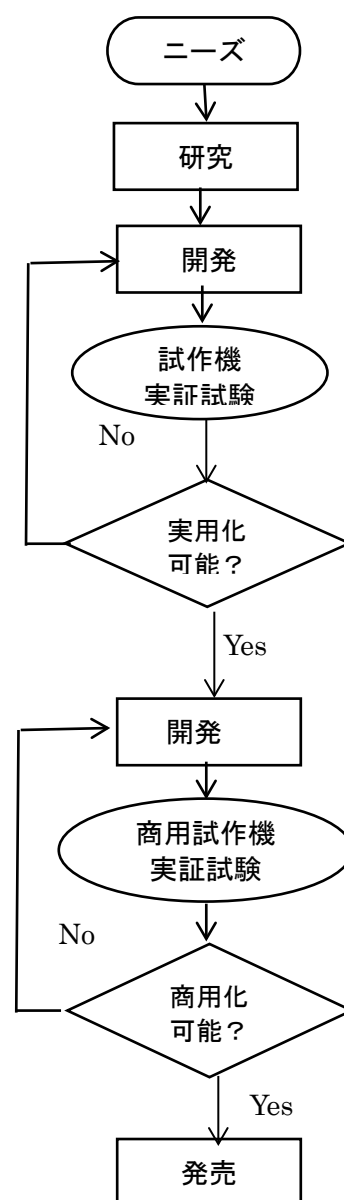 ニーズ
研究
開発
試作機
実証試験
No
実用化
可能？
Yes
開発
商用試作機
実証試験
No
商用化
可能？
Yes
発売